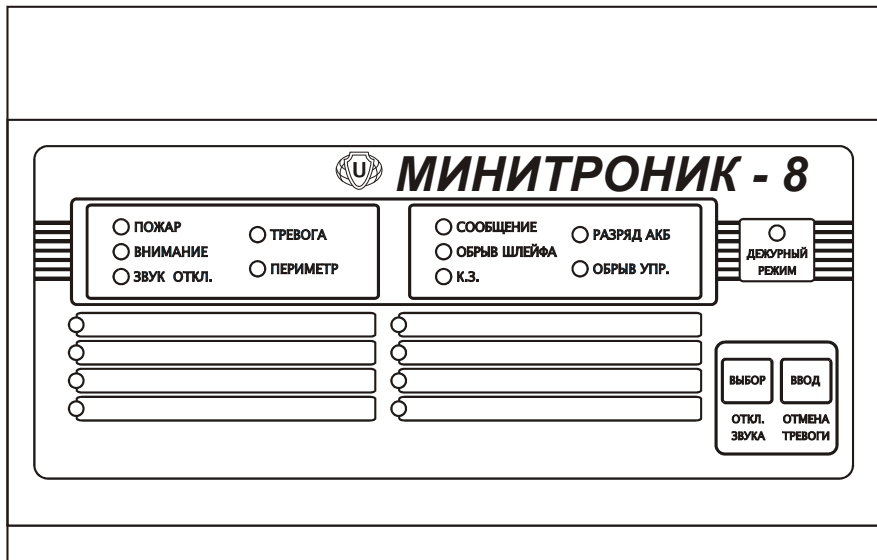 U
МИНИТРОНИК - 8
ПОЖАР
ВНИМАНИЕ
ЗВУК ОТКЛ.
ТРЕВОГА
ПЕРИМЕТР
СООБЩЕНИЕ
ОБРЫВ ШЛЕЙФА
К.З.
РАЗРЯД АКБ
ОБРЫВ УПР.
ДЕЖУРНЫЙ
РЕЖИМ
ВЫБОР
ВВОД
ОТКЛ.
ЗВУКА
ОТМЕНА
ТРЕВОГИ